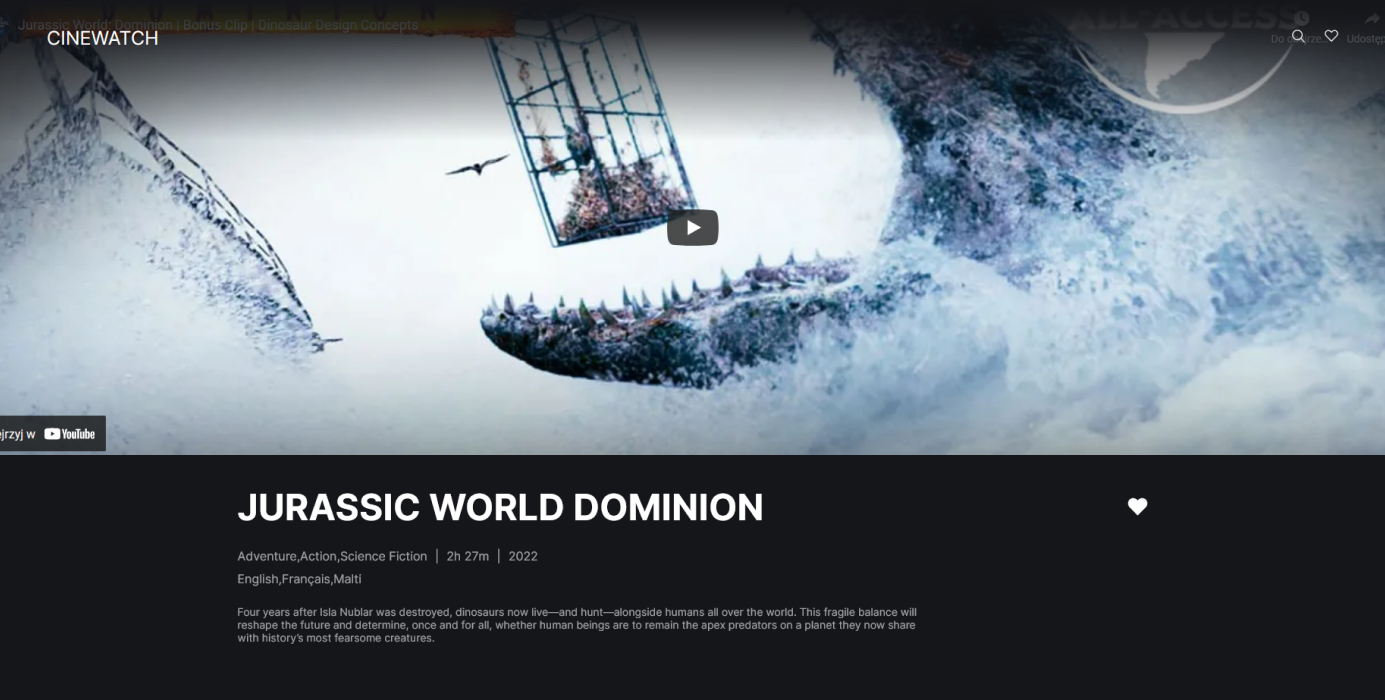 Jurassic World: Dominion | Bonus Clip | Dinosaur Design Concepts
CINEWATCH
ALL-ACCESS
Udostęp
jrzyj w YouTube
JURASSIC WORLD DOMINION
Adventure,Action,Science Fiction | 2h 27m | 2022
English,Français,Malti
Four years after Isla Nublar was destroyed, dinosaurs now live—and hunt—alongside humans all over the world. This fragile balance will
reshape the future and determine, once and for all, whether human beings are to remain the apex predators on a planet they now share
with history's most fearsome creatures.